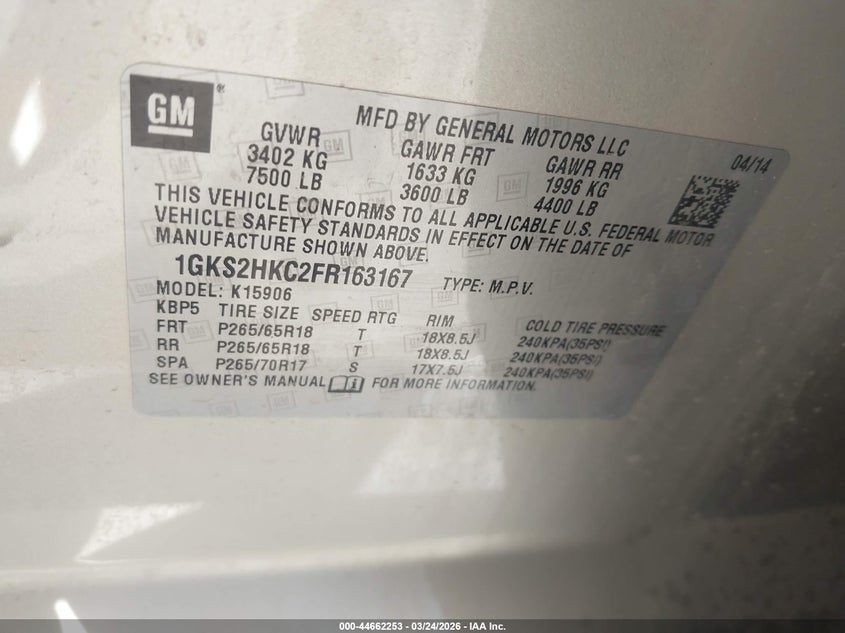 GM®
MFD BY GENERAL MOTORS LLC
04/14
GVWR GAWR FRT GAWR RR
3402 KG 1633 KG 1996 KG
7500 LB 3600 LB 4400 LB
THIS VEHICLE CONFORMS TO ALL APPLICABLE U.S. FEDERAL MOTOR
VEHICLE SAFETY STANDARDS IN EFFECT ON THE DATE OF
MANUFACTURE SHOWN ABOVE.
1GKS2HKC2FR163167 TYPE: M.P.V.
MODEL: K15906
KBP5 TIRE SIZE SPEED RTG RIM COLD TIRE PRESSURE
FRT P265/65R18 T 18X8.5J 240KPA(35PSI)
RR P265/65R18 T 18X8.5J 240KPA(35PSI)
SPA P265/70R17 S 17X7.5J 240KPA(35PSI)
SEE OWNER'S MANUAL FOR MORE INFORMATION.
000-44662253 - 03/24/2026 - IAA Inc.